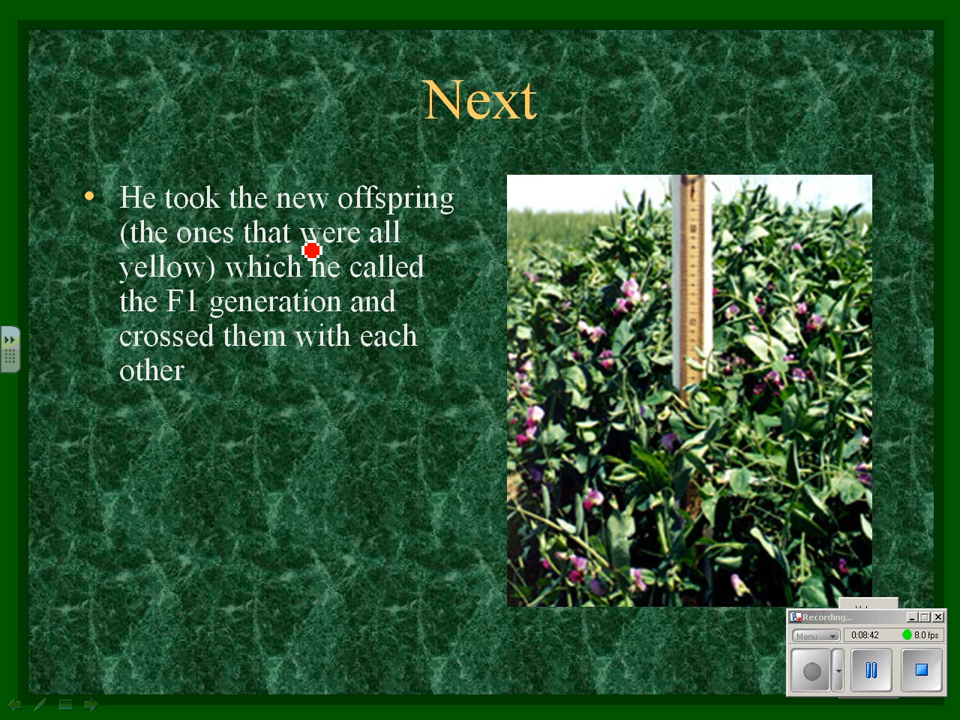 Next
• He took the new offspring
(the ones that were all
yellow) which he called
the F1 generation and
crossed them with each
other
Recording...
Menu
0:08:42
8.0 fps